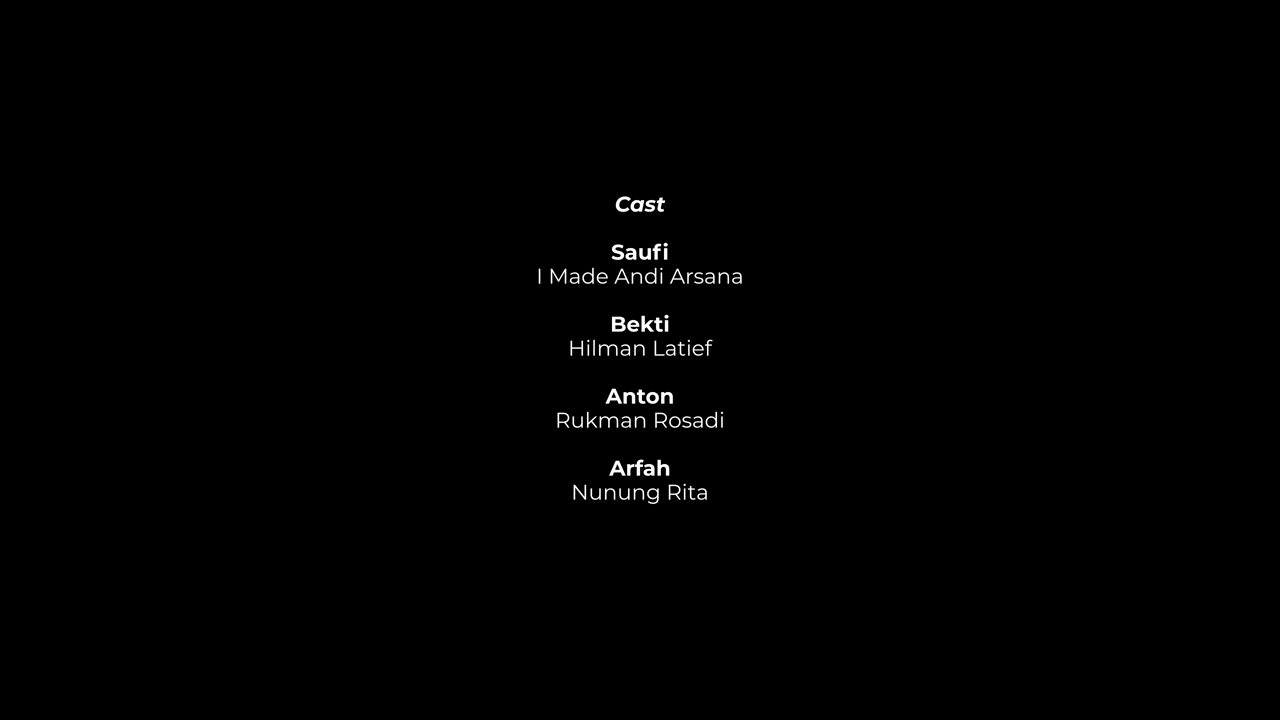 Cast
Saufi
I Made Andi Arsana
Bekti
Hilman Latief
Anton
Rukman Rosadi
Arfah
Nunung Rita